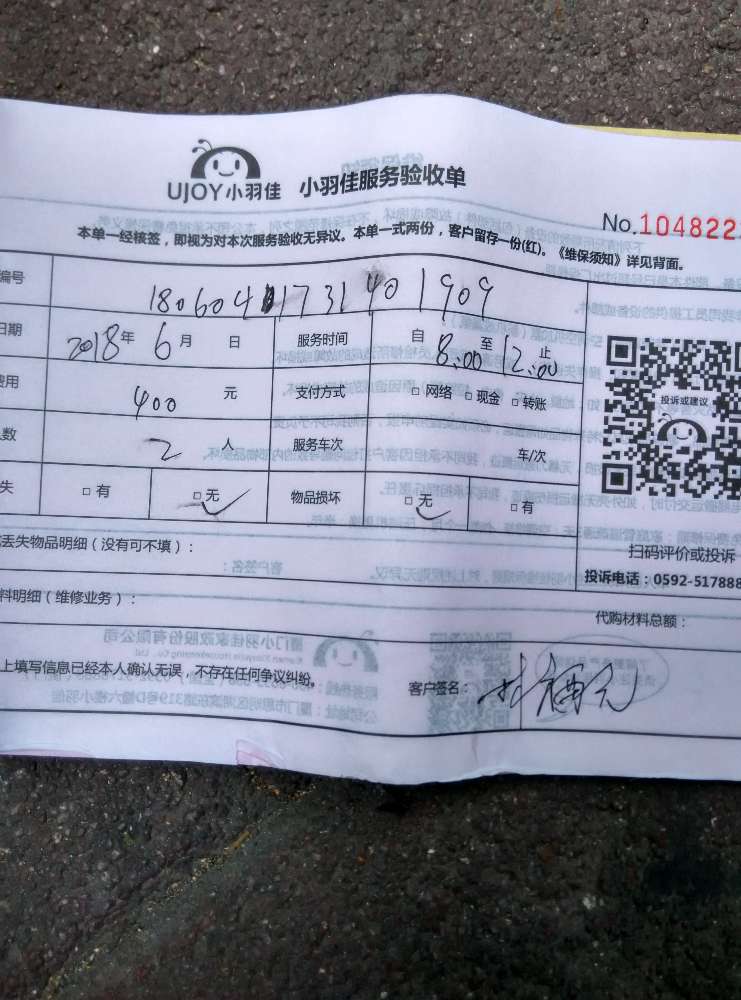 UJOY小羽佳 小羽佳服务验收单
No.104822
本单一经核签，即视为对本次服务验收无异议。本单一式两份，客户留存一份(红)。《维保须知》详见背面。
编号 180604 1731401909
日期 2018年 6月 日 服务时间 自 8:00 至 12:00 止
费用 400 元 支付方式 □网络 □现金 □转账
人数 2 人 服务车次 车/次
失 □有 □无 物品损坏 □无 □有
投诉或建议
扫码评价或投诉
投诉电话：0592-517888
丢失物品明细（没有可不填）：
料明细（维修业务）：
代购材料总额：
上填写信息已经本人确认无误，不存在任何争议纠纷。
客户签名：